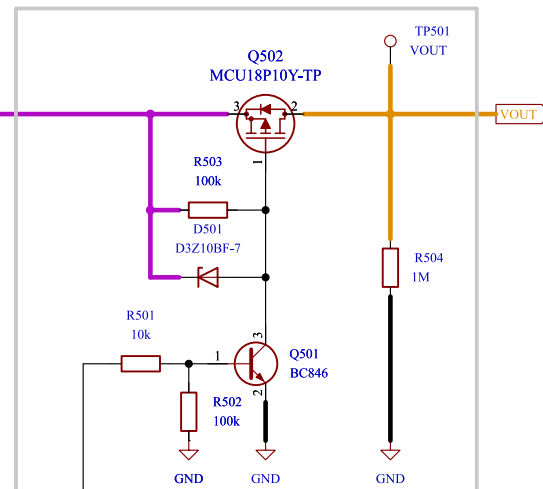 TP501
VOUT
Q502
MCU18P10Y-TP
3
2
VOUT
1
R503
100k
D501
D3Z10BF-7
R504
1M
R501
10k
3
1
Q501
BC846
2
R502
100k
GND
GND
GND